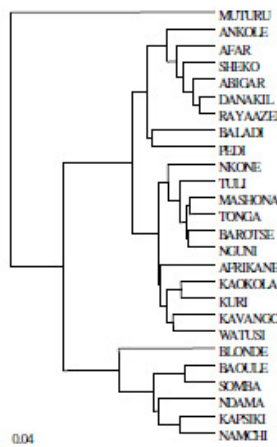 MUTURU
ANKOLE
AFAR
SHEKO
ABIGAR
DANAKIL
RAYAAZE
BALADI
PEDI
NKONE
TULI
MASHONA
TONGA
BAROTSE
NGUNI
AFRIKANE
KAOKOLA
KURI
KAVANGO
WATUSI
BLONDE
BAOULE
SOMBA
NDAMA
KAPSIKI
NAMCHI
0.04